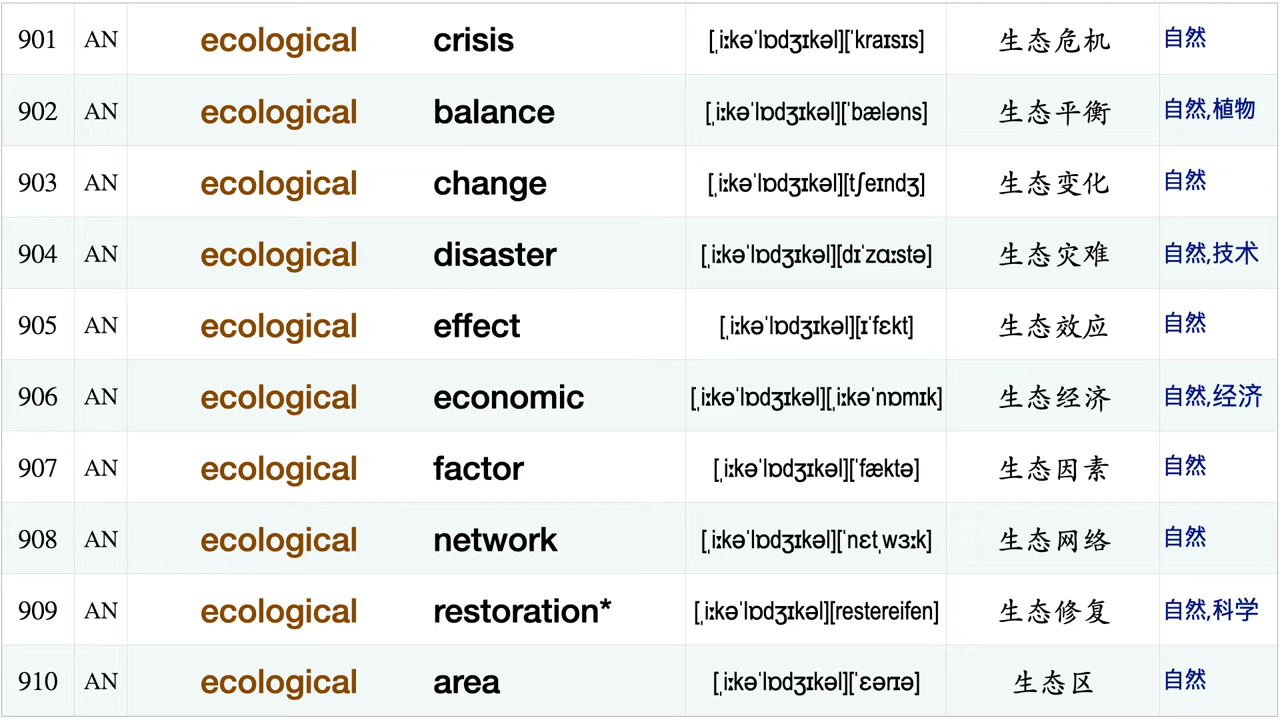 901 AN ecological crisis [ˌiːkəˈlɒdʒɪkəl][ˈkraɪsɪs] 生态危机 自然
902 AN ecological balance [ˌiːkəˈlɒdʒɪkəl][ˈbæləns] 生态平衡 自然,植物
903 AN ecological change [ˌiːkəˈlɒdʒɪkəl][tʃeɪndʒ] 生态变化 自然
904 AN ecological disaster [ˌiːkəˈlɒdʒɪkəl][dɪˈzɑːstə] 生态灾难 自然,技术
905 AN ecological effect [ˌiːkəˈlɒdʒɪkəl][ɪˈfɛkt] 生态效应 自然
906 AN ecological economic [ˌiːkəˈlɒdʒɪkəl][ˌiːkəˈnɒmɪk] 生态经济 自然,经济
907 AN ecological factor [ˌiːkəˈlɒdʒɪkəl][ˈfæktə] 生态因素 自然
908 AN ecological network [ˌiːkəˈlɒdʒɪkəl][ˈnɛtˌwɜːk] 生态网络 自然
909 AN ecological restoration* [ˌiːkəˈlɒdʒɪkəl][restereifen] 生态修复 自然,科学
910 AN ecological area [ˌiːkəˈlɒdʒɪkəl][ˈɛərɪə] 生态区 自然